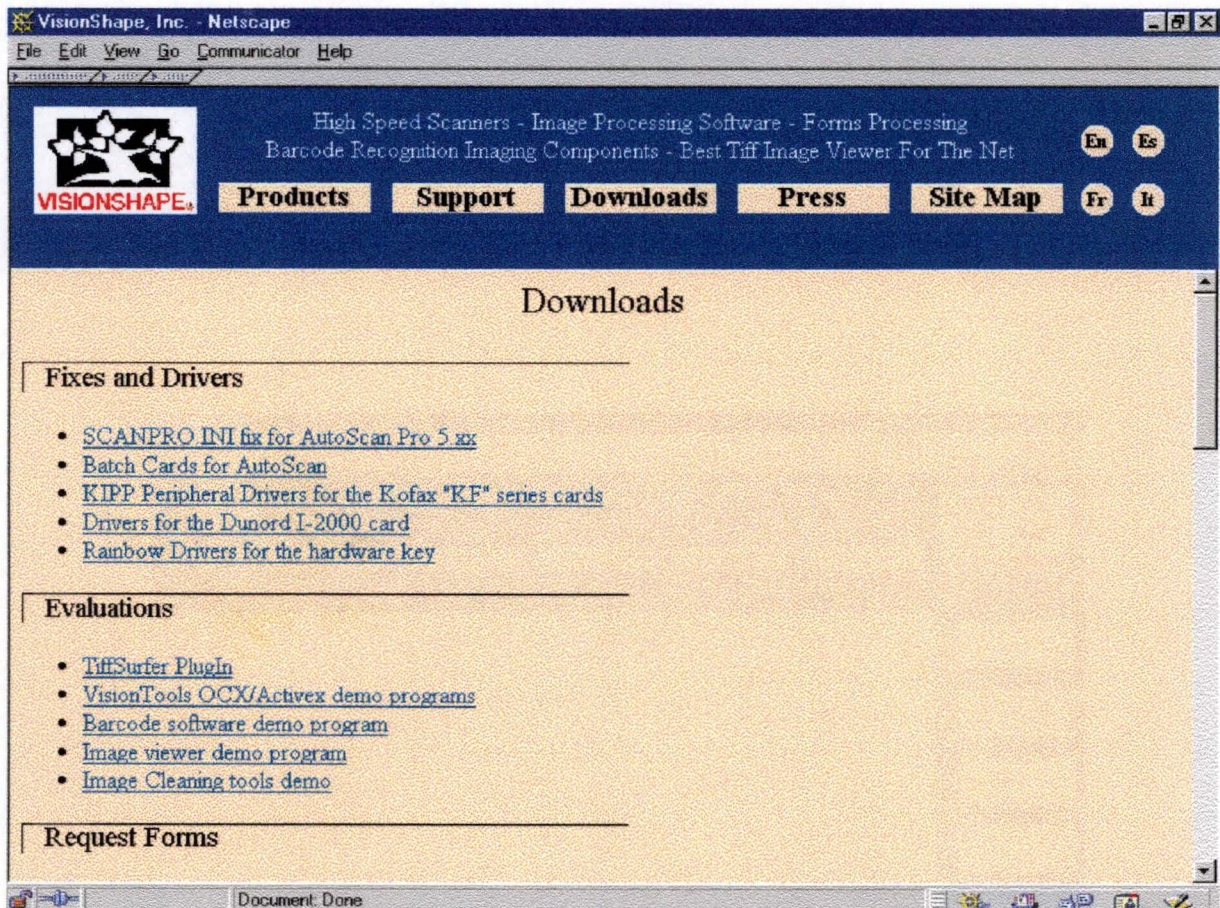 VisionShape, Inc. - Netscape
File Edit View Go Communicator Help
High Speed Scanners - Image Processing Software - Forms Processing
Barcode Recognition Imaging Components - Best Tiff Image Viewer For The Net
En Es
VISIONSHAPE
Products Support Downloads Press Site Map Fr It
Downloads
Fixes and Drivers
• SCANPRO.INI fix for AutoScan Pro 5.xx
• Batch Cards for AutoScan
• KIPP Peripheral Drivers for the Kofax "KF" series cards
• Drivers for the Dunord I-2000 card
• Rainbow Drivers for the hardware key
Evaluations
• TiffSurfer PlugIn
• VisionTools OCX/Activex demo programs
• Barcode software demo program
• Image viewer demo program
• Image Cleaning tools demo
Request Forms
Document: Done